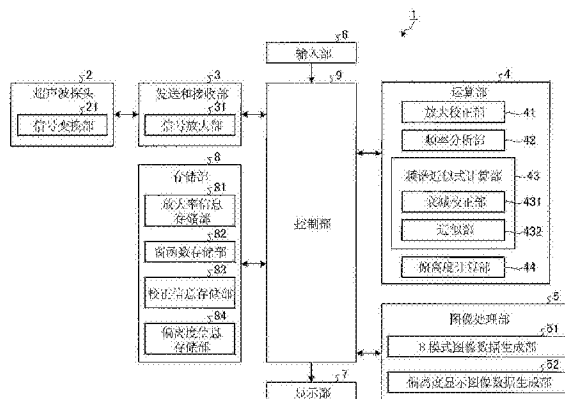 1
6
输入部
2
超声波探头
21
信号变换部
3
发送和接收部
31
信号放大部
9
控制部
4
运算部
放大校正部
41
频率分析部
42
频谱近似式计算部
43
衰减校正部
431
近似部
432
偏离度计算部
44
8
存储部
81
放大率信息
存储部
82
窗函数存储部
83
校正信息存储部
84
偏离度信息
存储部
5
图像处理部
51
B模式图像数据生成部
52
偏离度显示图像数据生成部
7
显示部